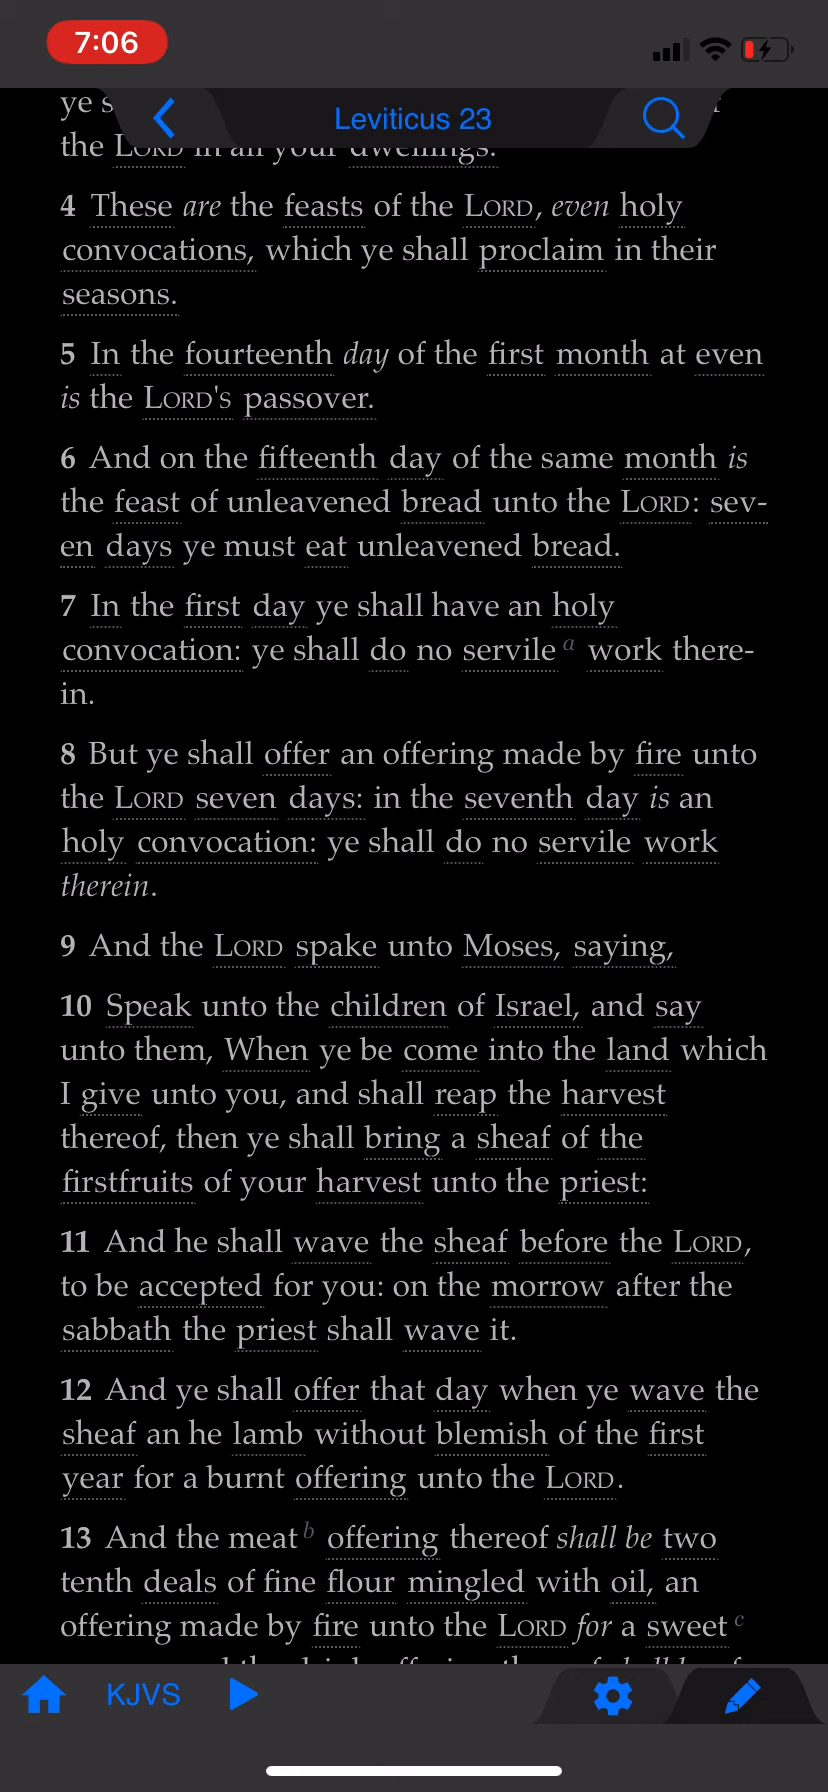 7:06
ye s
Leviticus 23
the LORD in all your dwellings.
4 These are the feasts of the LORD, even holy
convocations, which ye shall proclaim in their
seasons.
5 In the fourteenth day of the first month at even
is the LORD'S passover.
6 And on the fifteenth day of the same month is
the feast of unleavened bread unto the LORD: sev-
en days ye must eat unleavened bread.
7 In the first day ye shall have an holy
convocation: ye shall do no servile a work there-
in.
8 But ye shall offer an offering made by fire unto
the LORD seven days: in the seventh day is an
holy convocation: ye shall do no servile work
therein.
9 And the LORD spake unto Moses, saying,
10 Speak unto the children of Israel, and say
unto them, When ye be come into the land which
I give unto you, and shall reap the harvest
thereof, then ye shall bring a sheaf of the
firstfruits of your harvest unto the priest:
11 And he shall wave the sheaf before the LORD,
to be accepted for you: on the morrow after the
sabbath the priest shall wave it.
12 And ye shall offer that day when ye wave the
sheaf an he lamb without blemish of the first
year for a burnt offering unto the LORD.
13 And the meat b offering thereof shall be two
tenth deals of fine flour mingled with oil, an
offering made by fire unto the LORD for a sweet c
KJVS